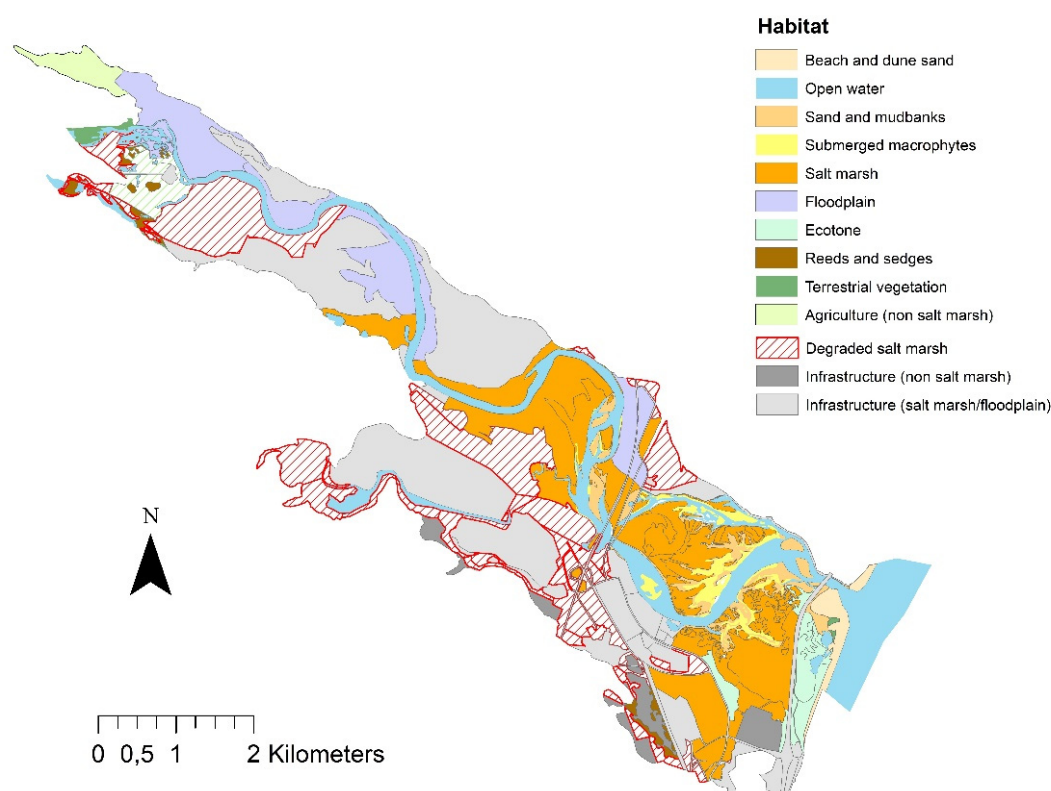 Habitat
Beach and dune sand
Open water
Sand and mudbanks
Submerged macrophytes
Salt marsh
Floodplain
Ecotone
Reeds and sedges
Terrestrial vegetation
Agriculture (non salt marsh)
Degraded salt marsh
Infrastructure (non salt marsh)
Infrastructure (salt marsh/floodplain)
N
0 0,5 1 2 Kilometers